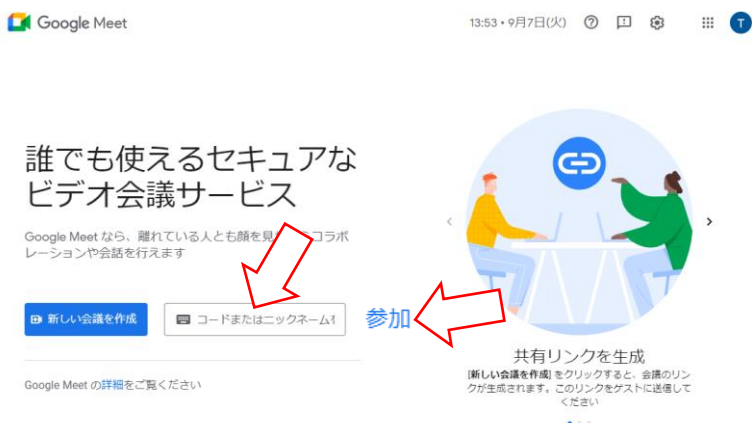 Google Meet
13:53 • 9月7日(火)
T
誰でも使えるセキュアな
ビデオ会議サービス
Google Meet なら、離れている人とも顔を見 コラボ
レーションや会話を行えます
新しい会議を作成
コードまたはニックネームを
参加
Google Meet の詳細をご覧ください
共有リンクを生成
[新しい会議を作成] をクリックすると、会議のリン
クが生成されます。このリンクをゲストに送信して
ください